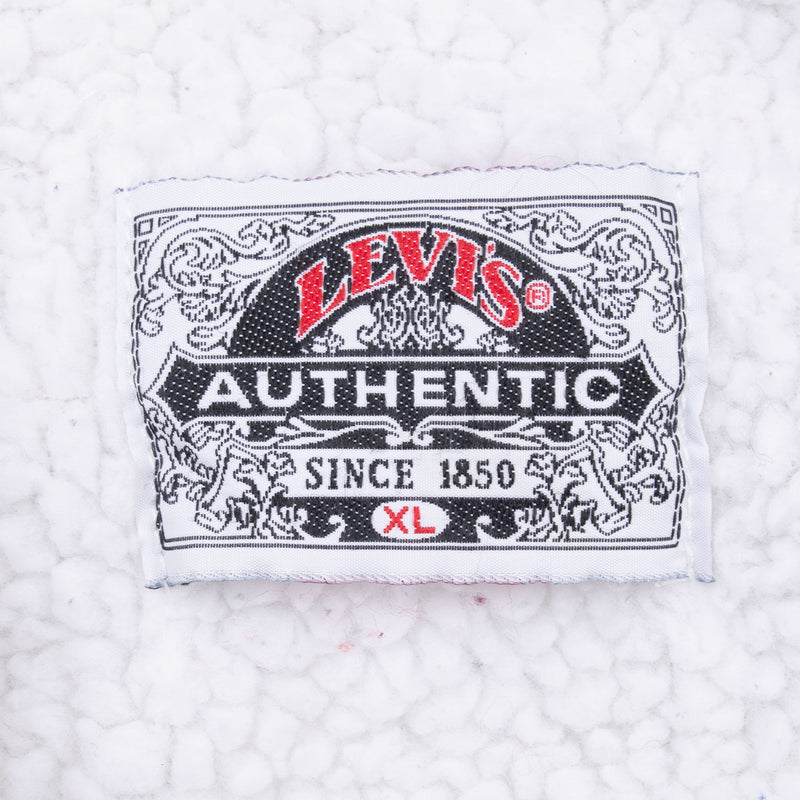 LEVI'S ®
AUTHENTIC
SINCE 1850
XL